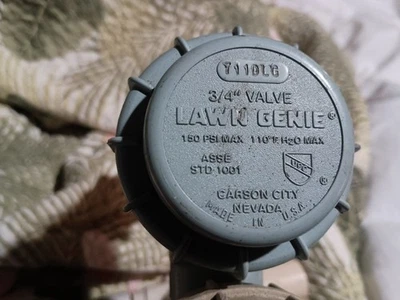 711DLG
3/4" VALVE
LAWN GENIE®
150 PSI MAX 110°F H2O MAX
ASSE
STD 1001
®
CARSON CITY
NEVADA
MADE IN U.S.A.